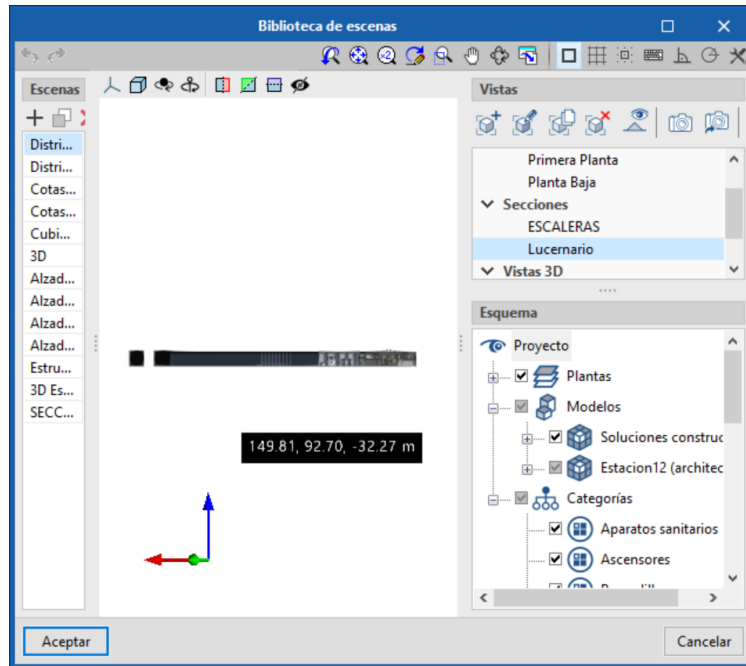 Biblioteca de escenas
Escenas
Distri...
Distri...
Cotas...
Cotas...
Cubi...
3D
Alzad...
Alzad...
Alzad...
Alzad...
Estru...
3D Es...
SECC...
149.81, 92.70, -32.27 m
Vistas
Primera Planta
Planta Baja
Secciones
ESCALERAS
Lucernario
Vistas 3D
Esquema
Proyecto
Plantas
Modelos
Soluciones construc
Estacion12 (architec
Categorías
Aparatos sanitarios
Ascensores
Aceptar
Cancelar